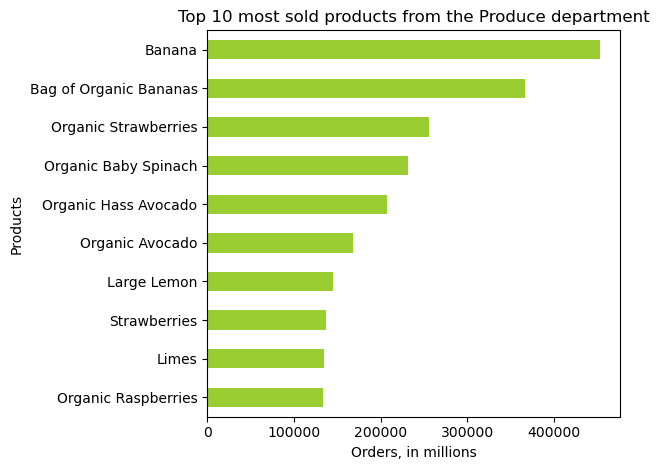 Top 10 most sold products from the Produce department
Products
Banana
Bag of Organic Bananas
Organic Strawberries
Organic Baby Spinach
Organic Hass Avocado
Organic Avocado
Large Lemon
Strawberries
Limes
Organic Raspberries
0 100000 200000 300000 400000
Orders, in millions